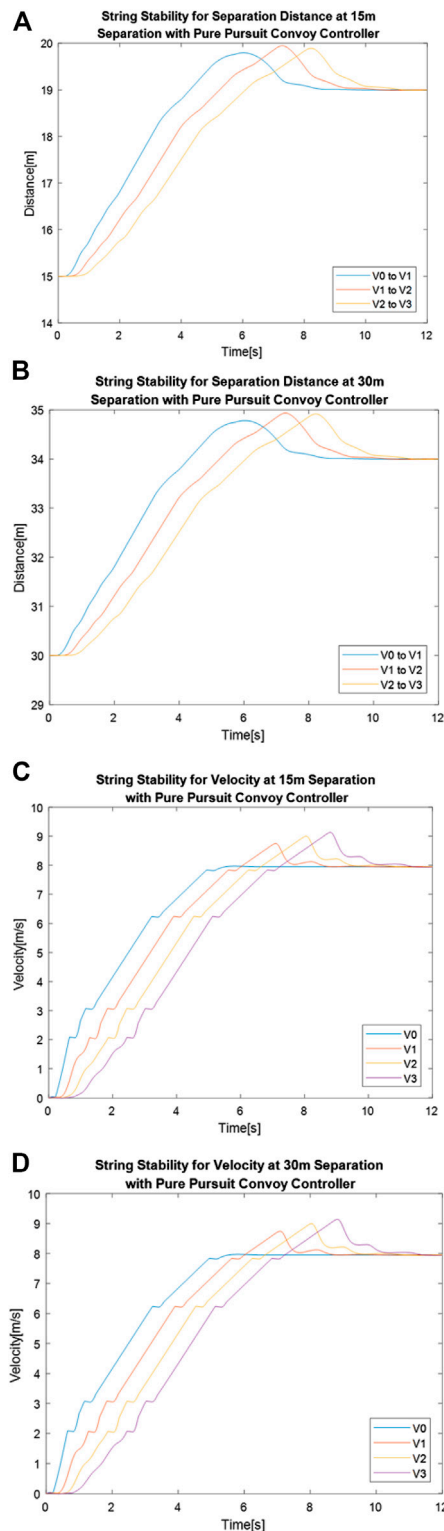 A
String Stability for Separation Distance at 15m
Separation with Pure Pursuit Convoy Controller
20
19
18
17
16
15
14
Distance[m]
V0 to V1
V1 to V2
V2 to V3
0 2 4 6 8 10 12
Time[s]
B
String Stability for Separation Distance at 30m
Separation with Pure Pursuit Convoy Controller
35
34
33
32
31
30
29
Distance[m]
V0 to V1
V1 to V2
V2 to V3
0 2 4 6 8 10 12
Time[s]
C
String Stability for Velocity at 15m Separation
with Pure Pursuit Convoy Controller
10
9
8
7
6
5
4
3
2
1
0
Velocity[m/s]
V0
V1
V2
V3
0 2 4 6 8 10 12
Time[s]
D
String Stability for Velocity at 30m Separation
with Pure Pursuit Convoy Controller
10
9
8
7
6
5
4
3
2
1
0
Velocity[m/s]
V0
V1
V2
V3
0 2 4 6 8 10 12
Time[s]